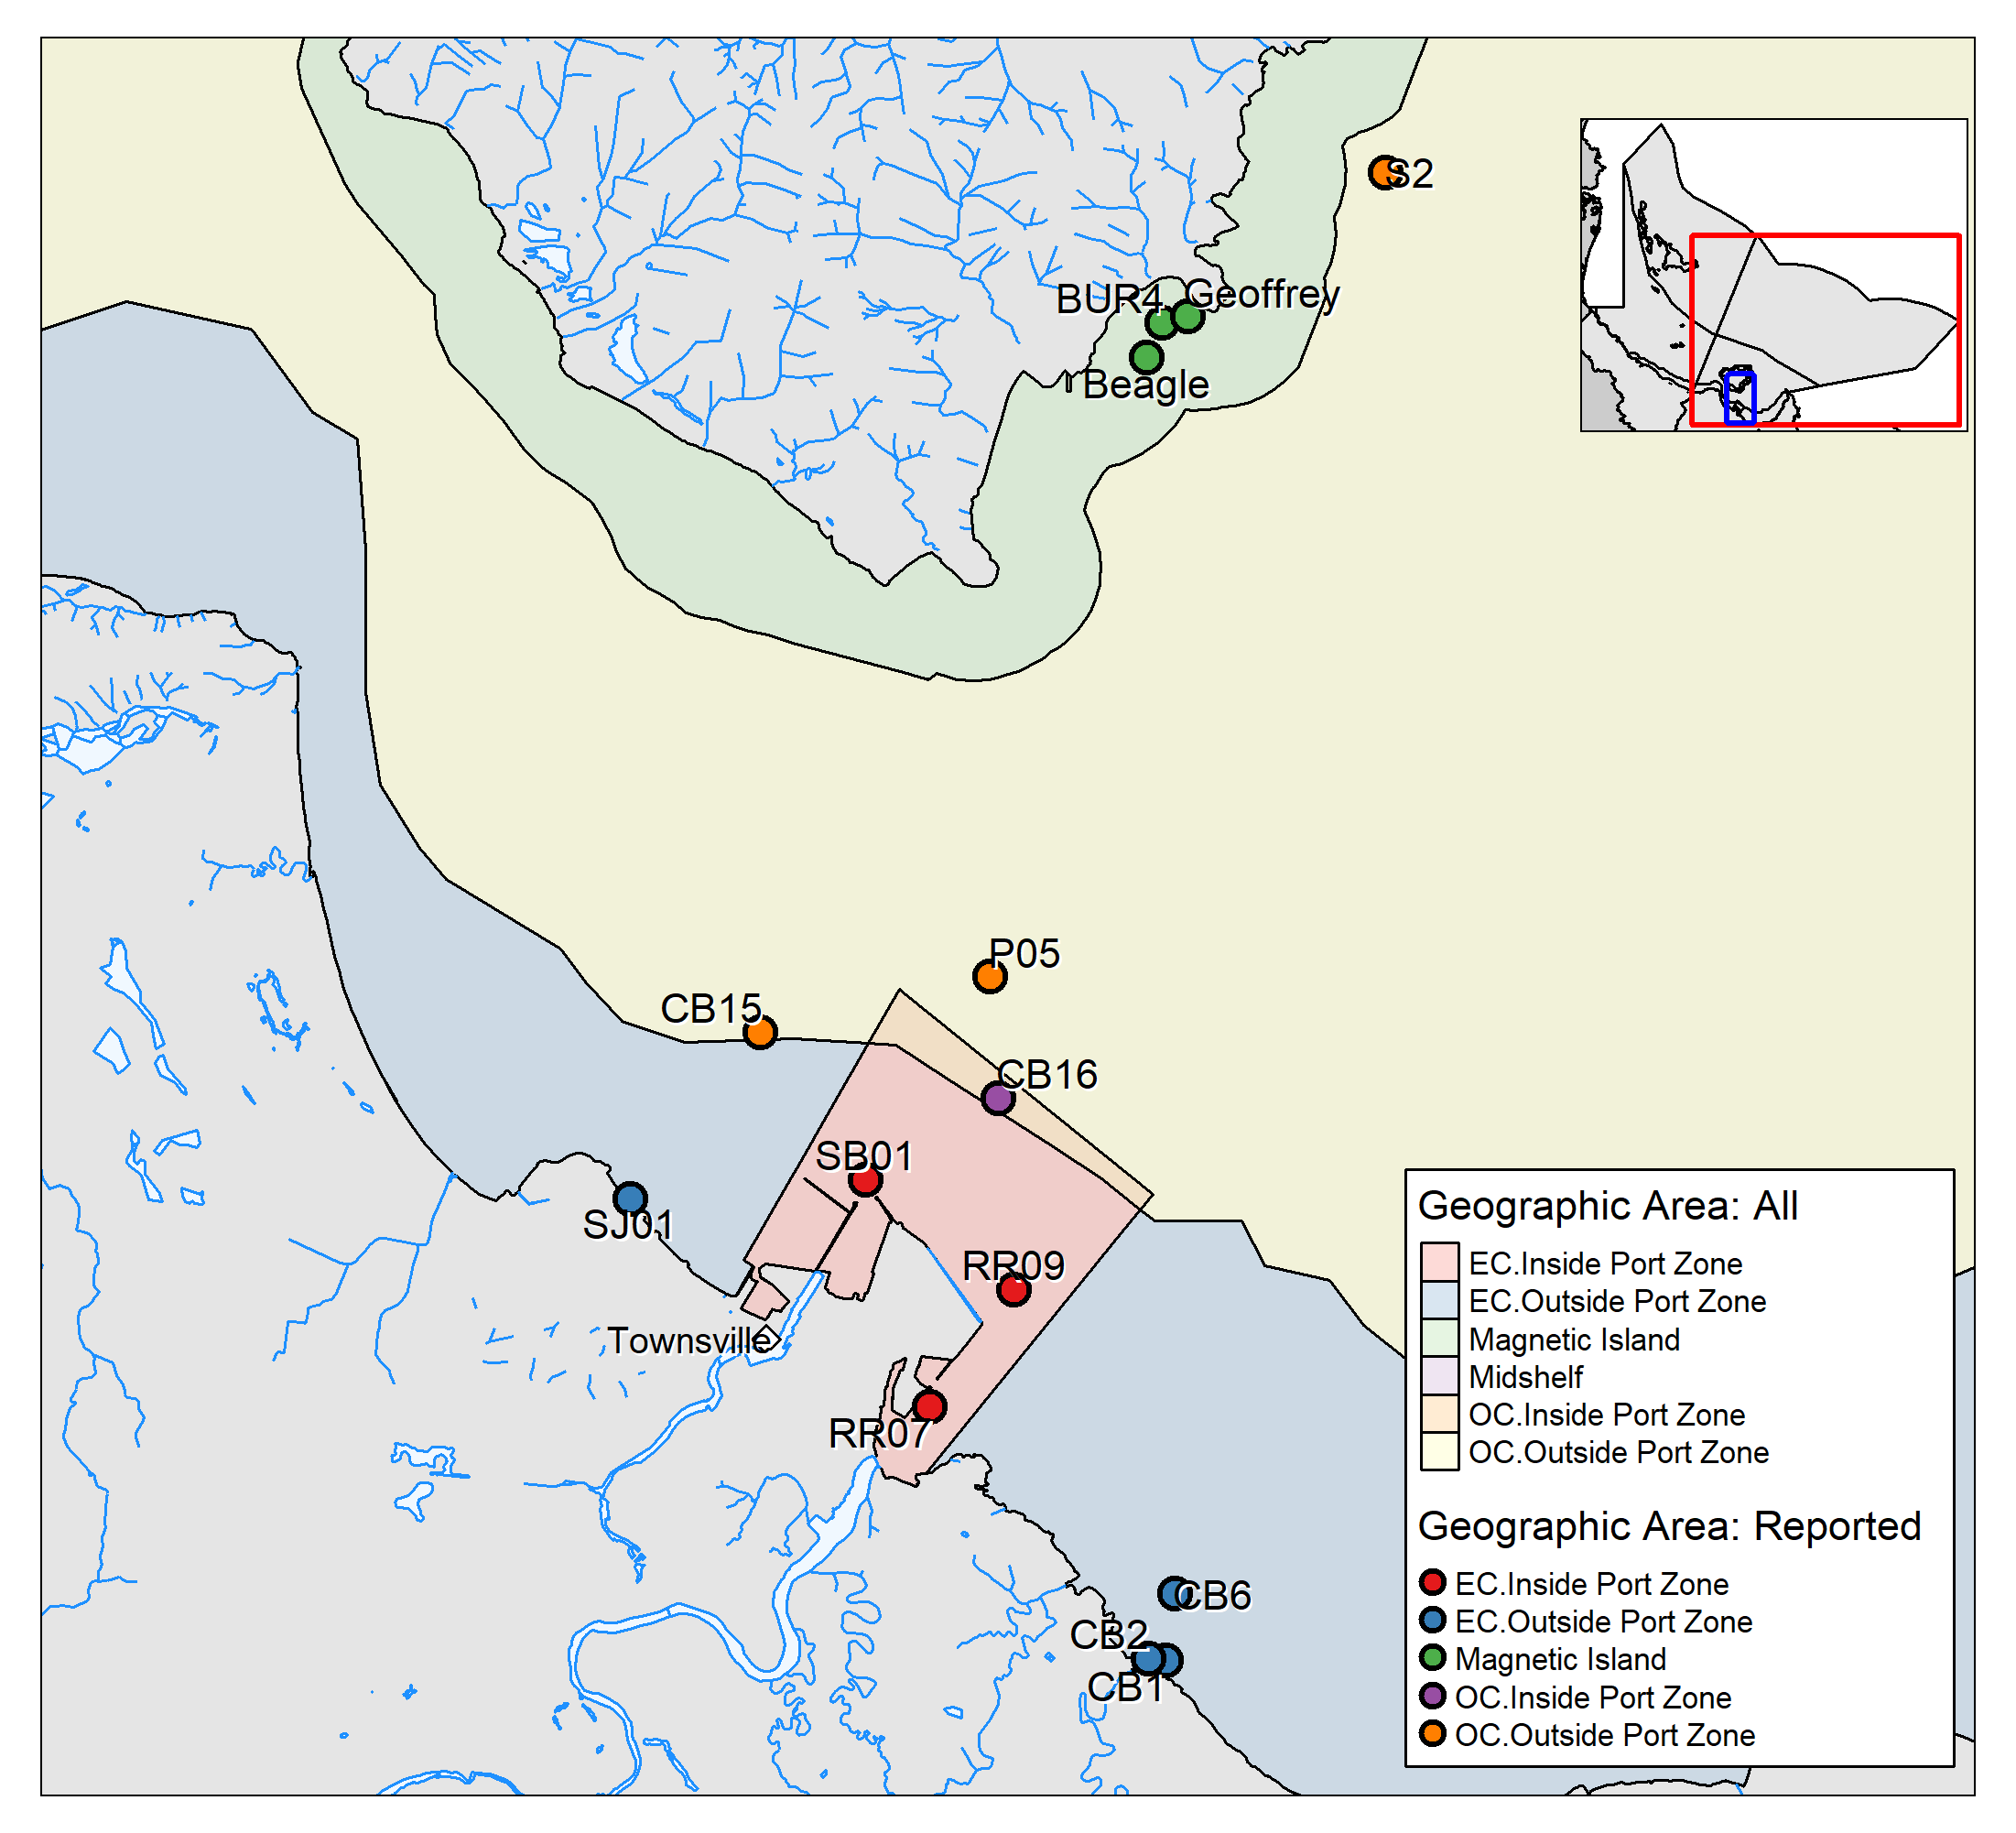 S2
BUR4
Geoffrey
Beagle
P05
CB15
CB16
SB01
SJ01
RR09
Townsville
RR07
CB6
CB2
CB1
Geographic Area: All
EC.Inside Port Zone
EC.Outside Port Zone
Magnetic Island
Midshelf
OC.Inside Port Zone
OC.Outside Port Zone
Geographic Area: Reported
EC.Inside Port Zone
EC.Outside Port Zone
Magnetic Island
OC.Inside Port Zone
OC.Outside Port Zone